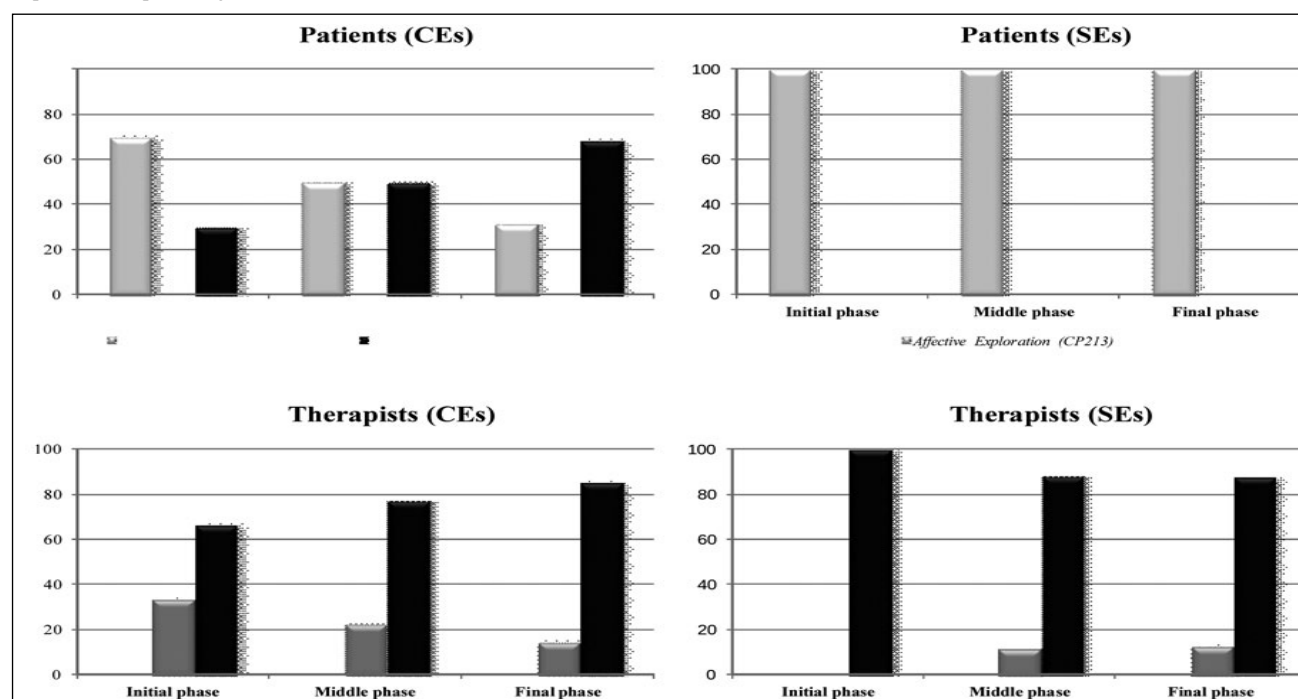 Patients (CEs)
80
60
40
20
0
Patients (SEs)
100
80
60
40
20
0
Initial phase Middle phase Final phase
Affective Exploration (CP213)
Therapists (CEs)
100
80
60
40
20
0
Initial phase Middle phase Final phase
Therapists (SEs)
100
80
60
40
20
0
Initial phase Middle phase Final phase